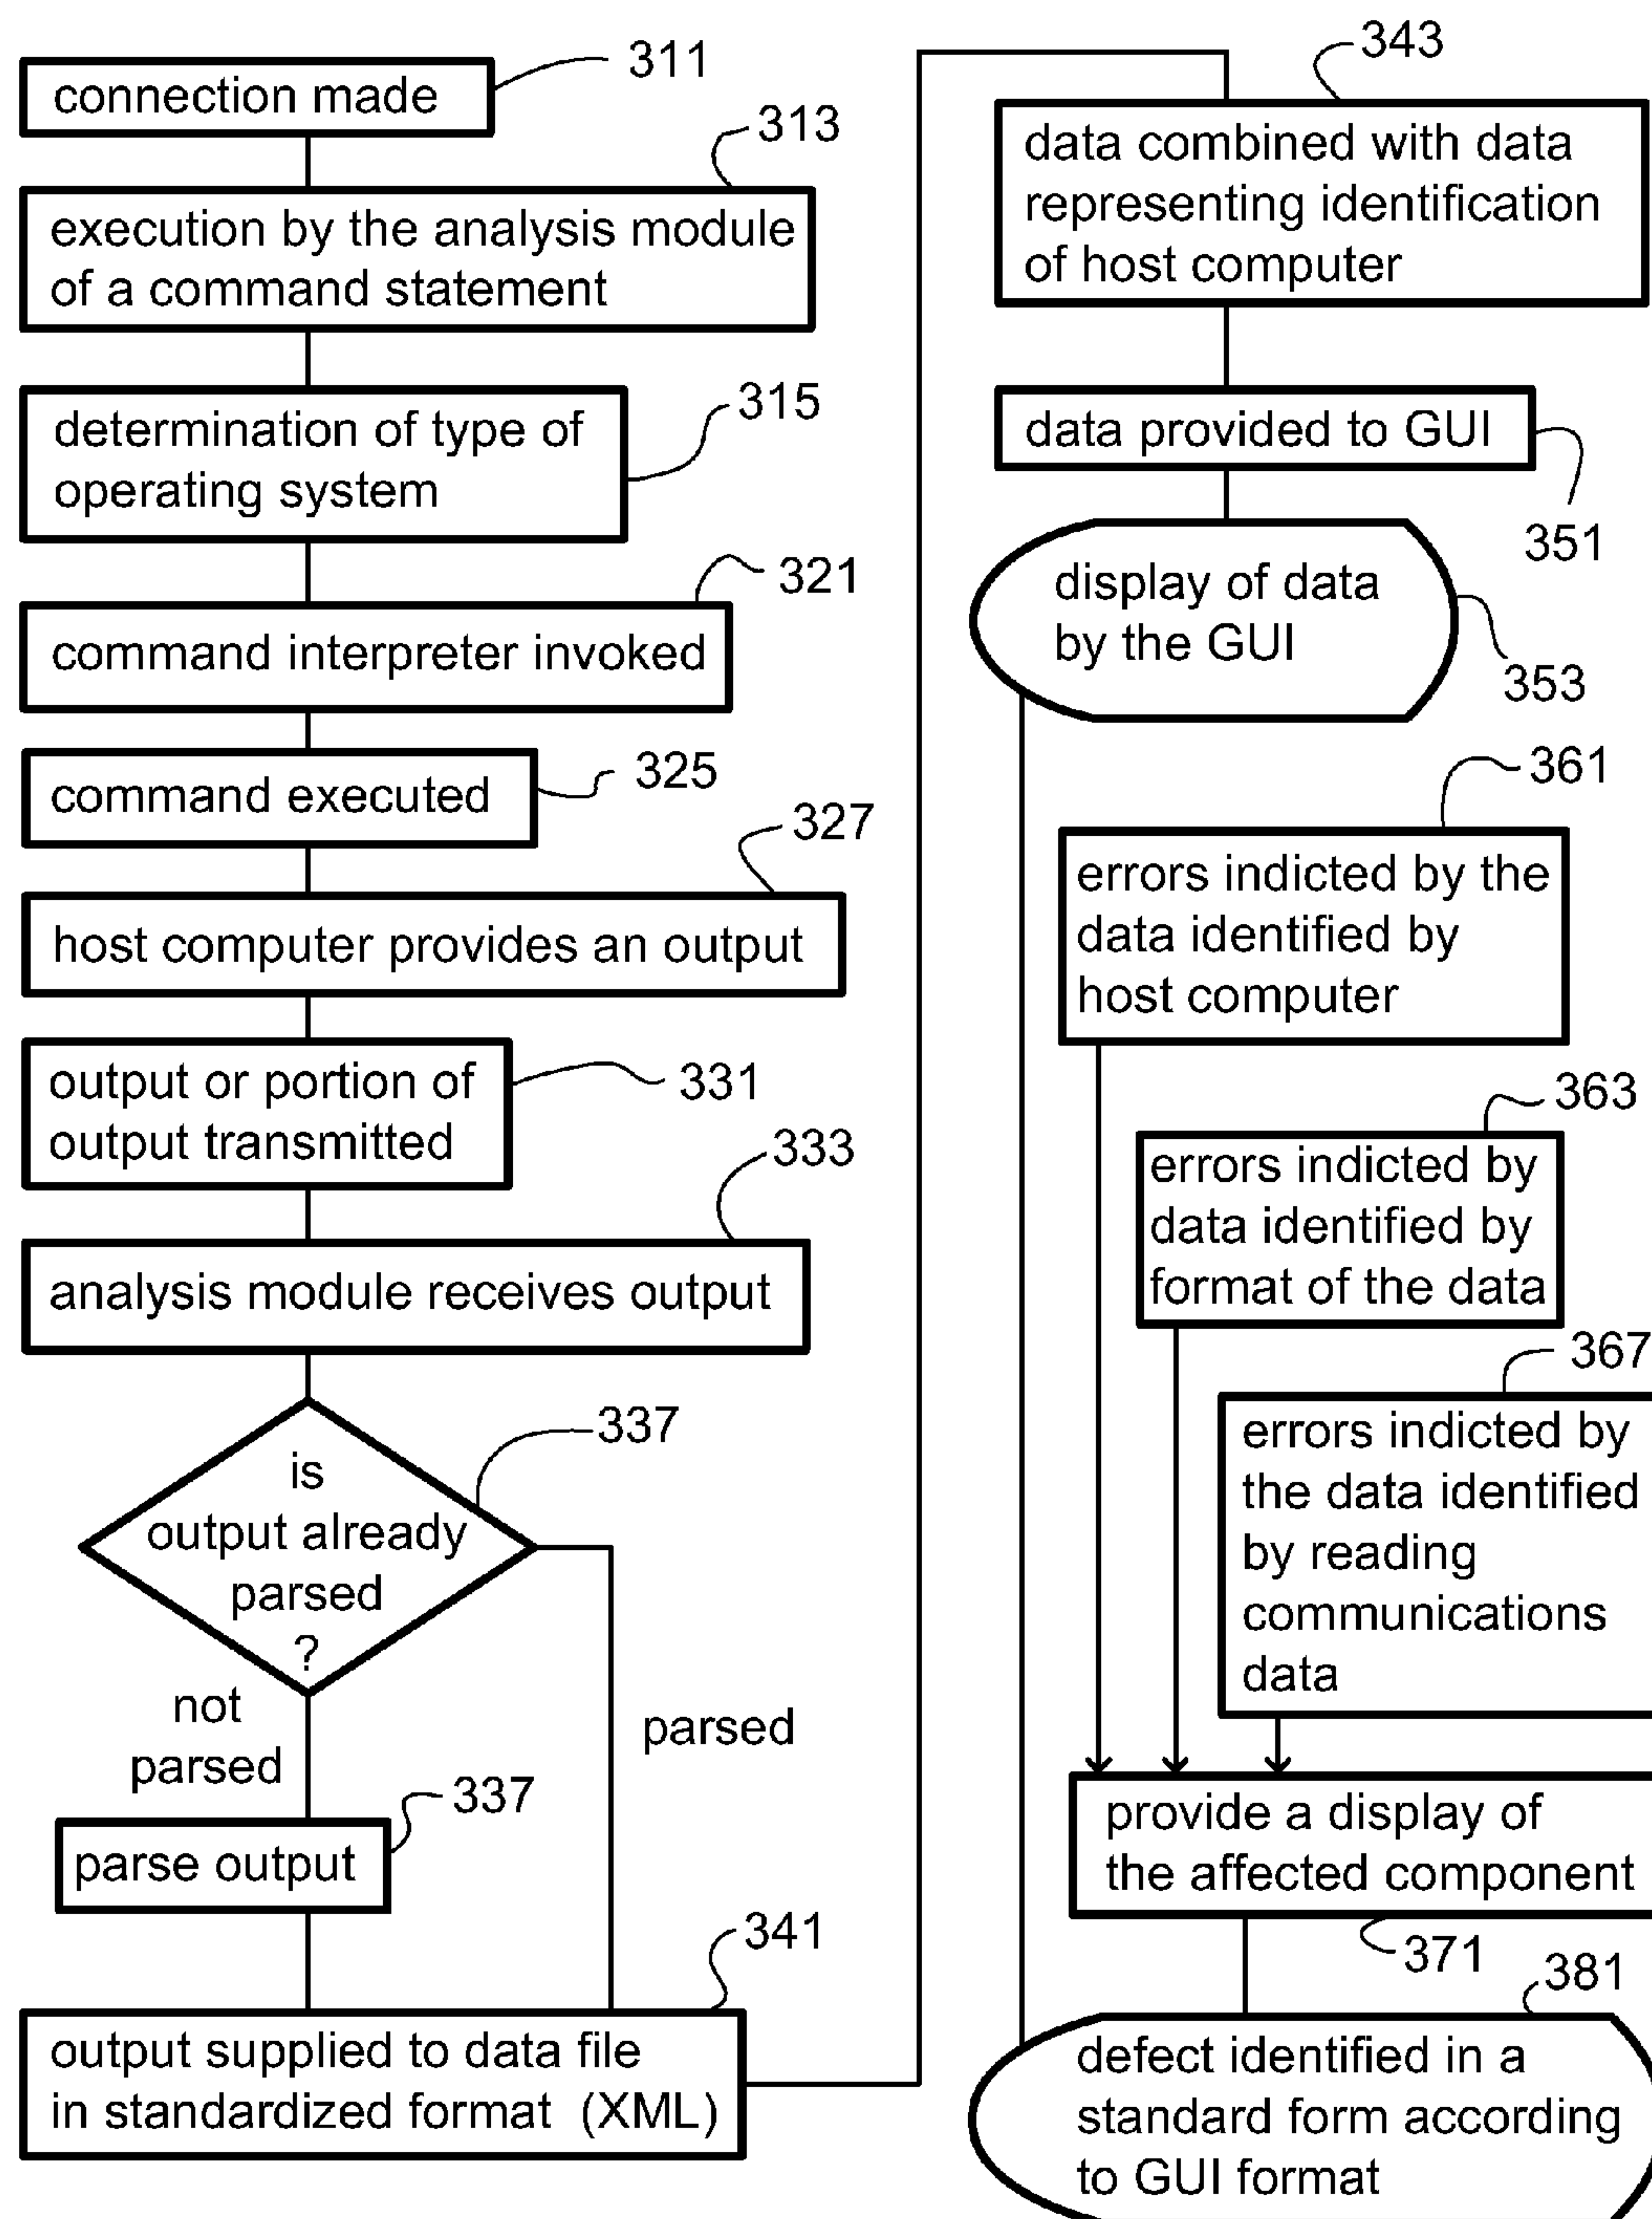 connection made
311
313
execution by the analysis module
of a command statement
315
determination of type of
operating system
321
command interpreter invoked
325
command executed
327
host computer provides an output
331
output or portion of
output transmitted
333
analysis module receives output
337
is
output already
parsed
?
not
parsed
parsed
337
parse output
341
output supplied to data file
in standardized format (XML)
343
data combined with data
representing identification
of host computer
data provided to GUI
351
display of data
by the GUI
353
361
errors indicted by the
data identified by
host computer
363
errors indicted by
data identified by
format of the data
367
errors indicted by
the data identified
by reading
communications
data
provide a display of
the affected component
371
381
defect identified in a
standard form according
to GUI format